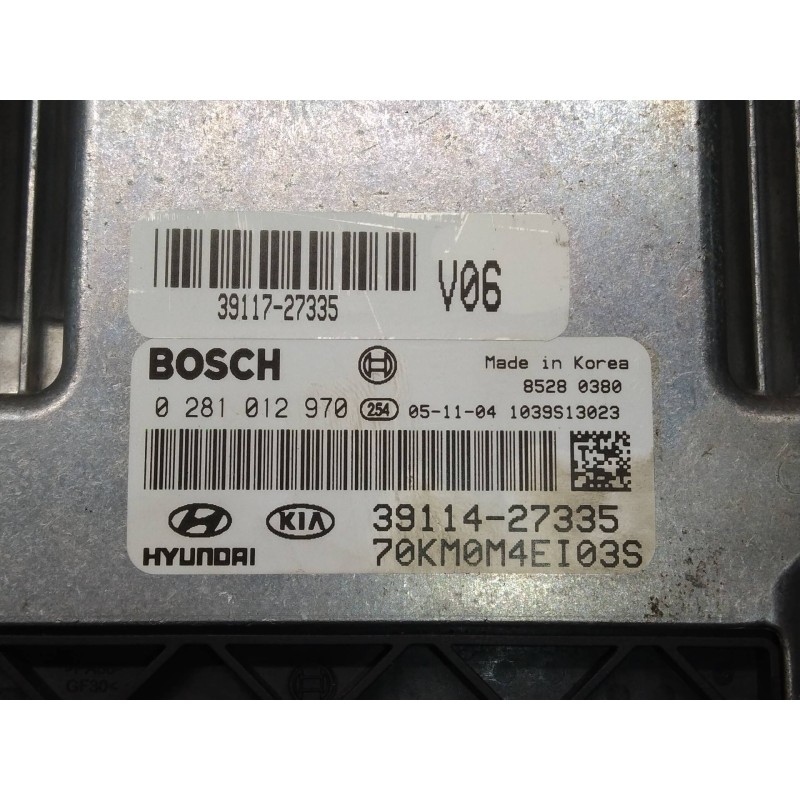 39117-27335
V06
BOSCH
Made in Korea
8528 0380
0 281 012 970 254 05-11-04 1039S13023
HYUNDAI
KIA
39114-27335
70KM0M4EI03S
GF30<